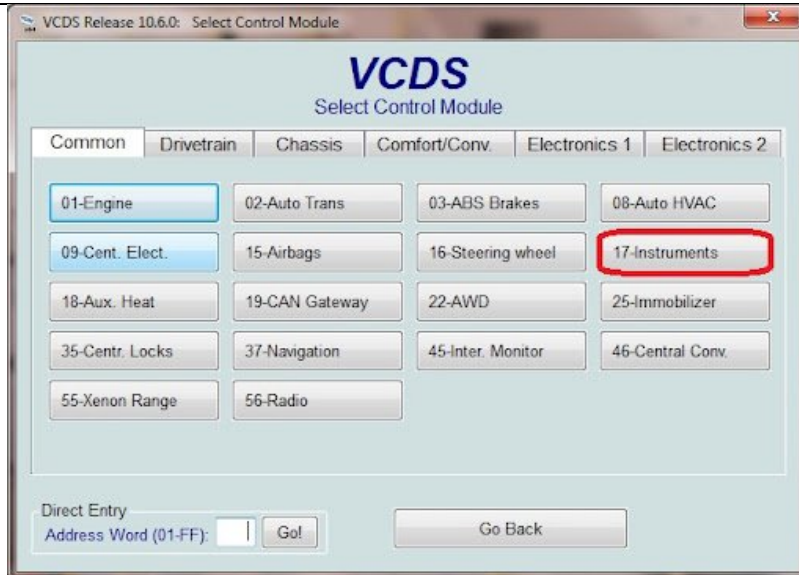 VCDS Release 10.6.0: Select Control Module
VCDS
Select Control Module
Common Drivetrain Chassis Comfort/Conv. Electronics 1 Electronics 2
01-Engine 02-Auto Trans 03-ABS Brakes 08-Auto HVAC
09-Cent. Elect. 15-Airbags 16-Steering wheel 17-Instruments
18-Aux. Heat 19-CAN Gateway 22-AWD 25-Immobilizer
35-Centr. Locks 37-Navigation 45-Inter. Monitor 46-Central Conv.
55-Xenon Range 56-Radio
Direct Entry
Address Word (01-FF): Go! Go Back